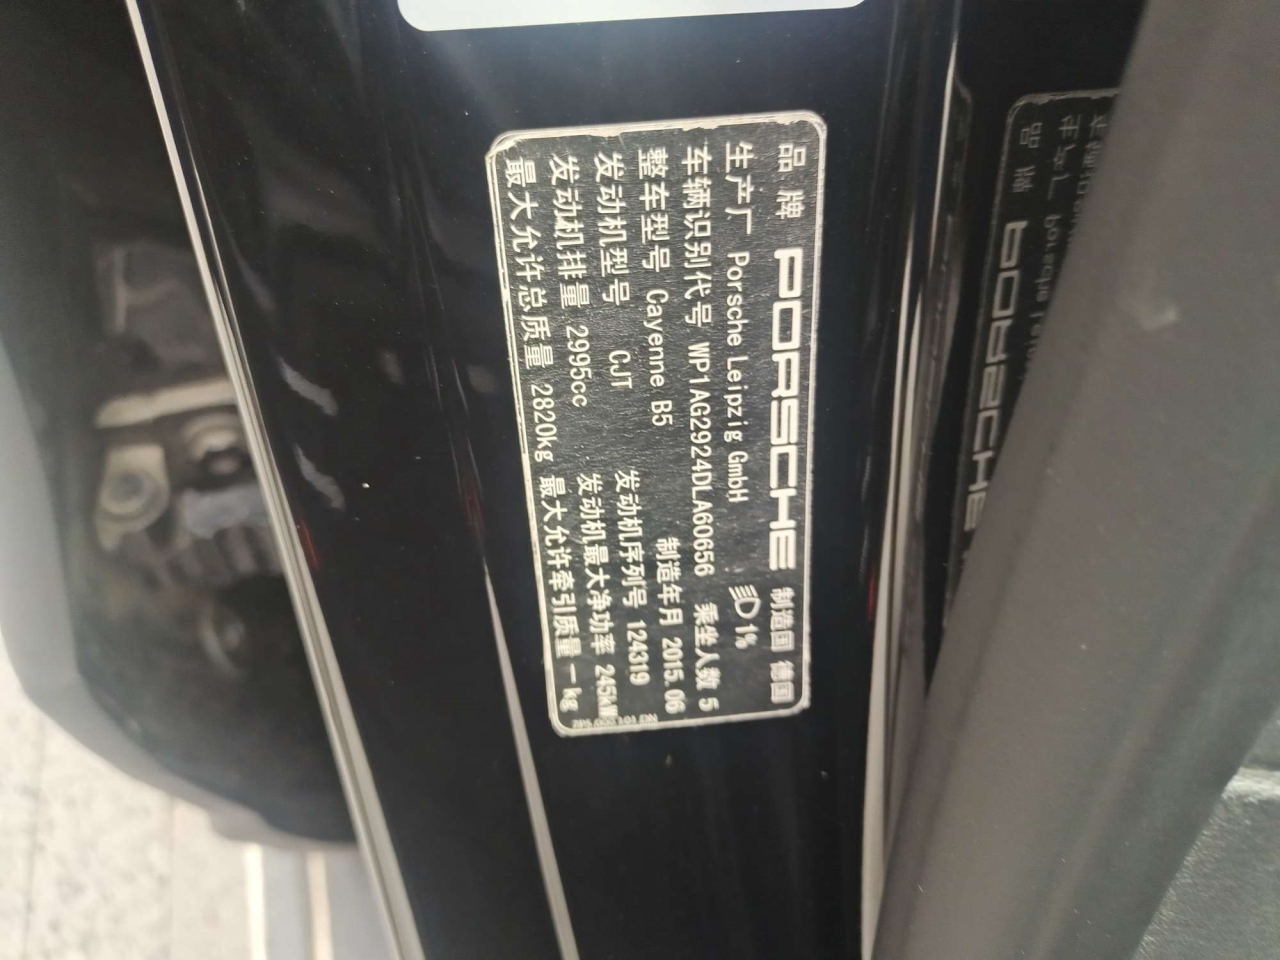 品牌 PORSCHE 制造国 德国
生产厂 Porsche Leipzig GmbH 1%
车辆识别代号 WP1AG2924DLA60656 乘坐人数 5
整车型号 Cayenne B5 制造年月 2015.06
发动机型号 CJT 发动机序列号 124319
发动机排量 2995cc 发动机最大净功率 245kW
最大允许总质量 2820kg 最大允许牵引质量 — kg